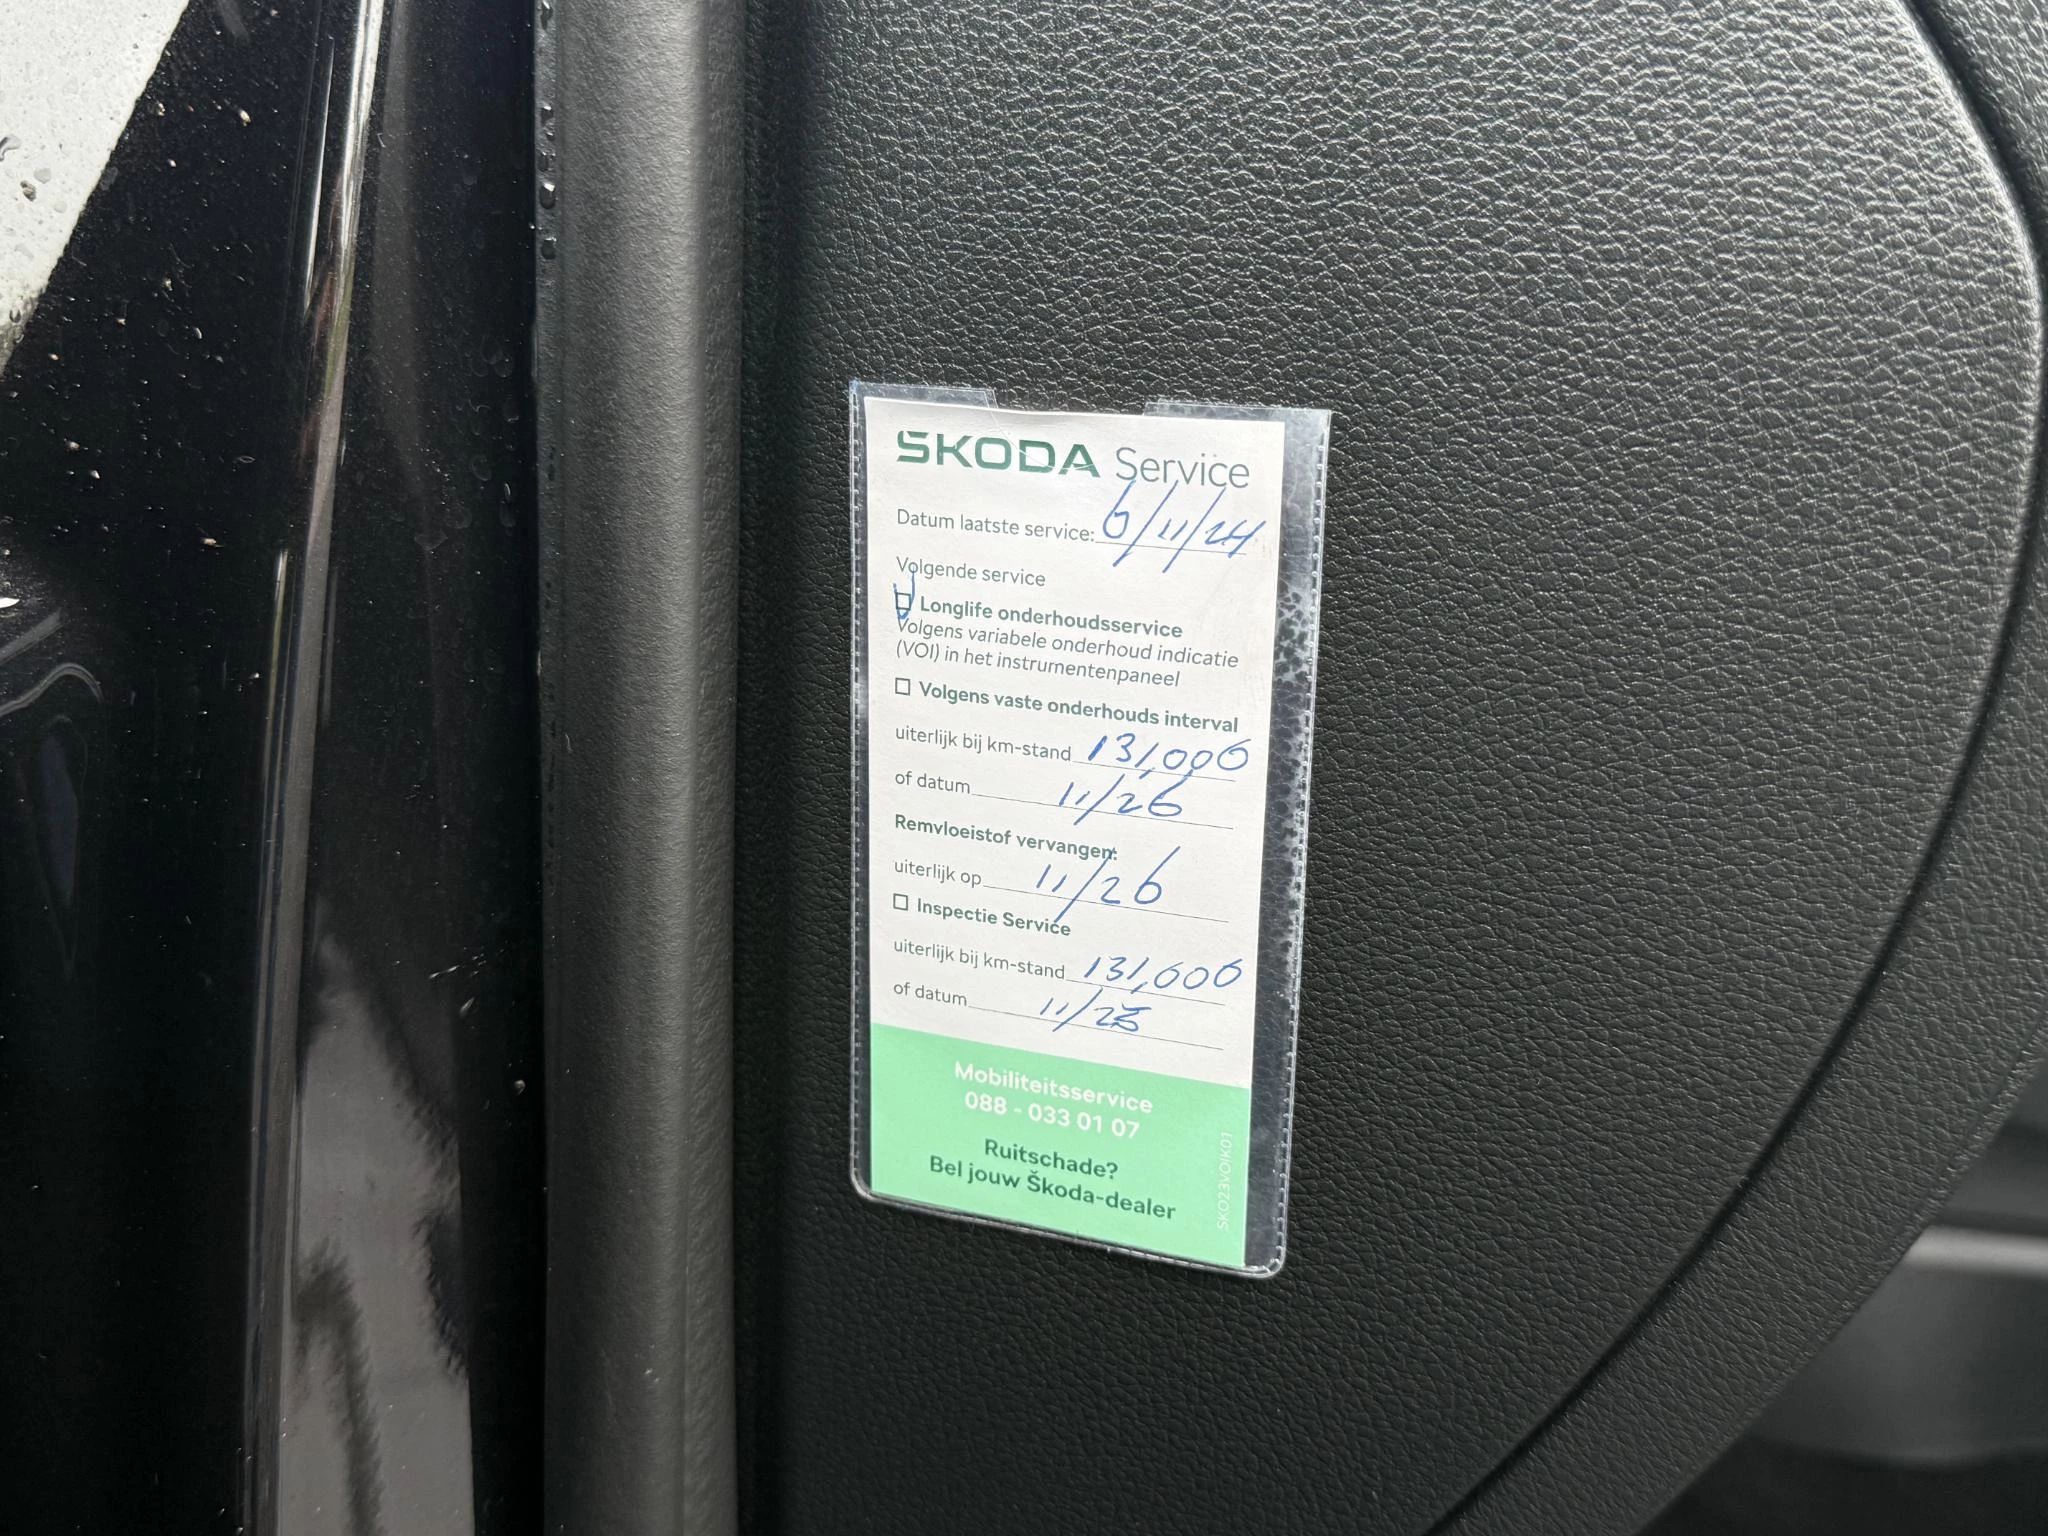 ŠKODA Service
Datum laatste service: 6/11/24
Volgende service
Longlife onderhoudsservice
Volgens variabele onderhoud indicatie
(VOI) in het instrumentenpaneel
Volgens vaste onderhouds interval
uiterlijk bij km-stand 131,000
of datum 11/26
Remvloeistof vervangen:
uiterlijk op 11/26
Inspectie Service
uiterlijk bij km-stand 131,000
of datum 11/26
Mobiliteitsservice
088 - 033 01 07
Ruitschade?
Bel jouw Škoda-dealer
SKO23VOIK01